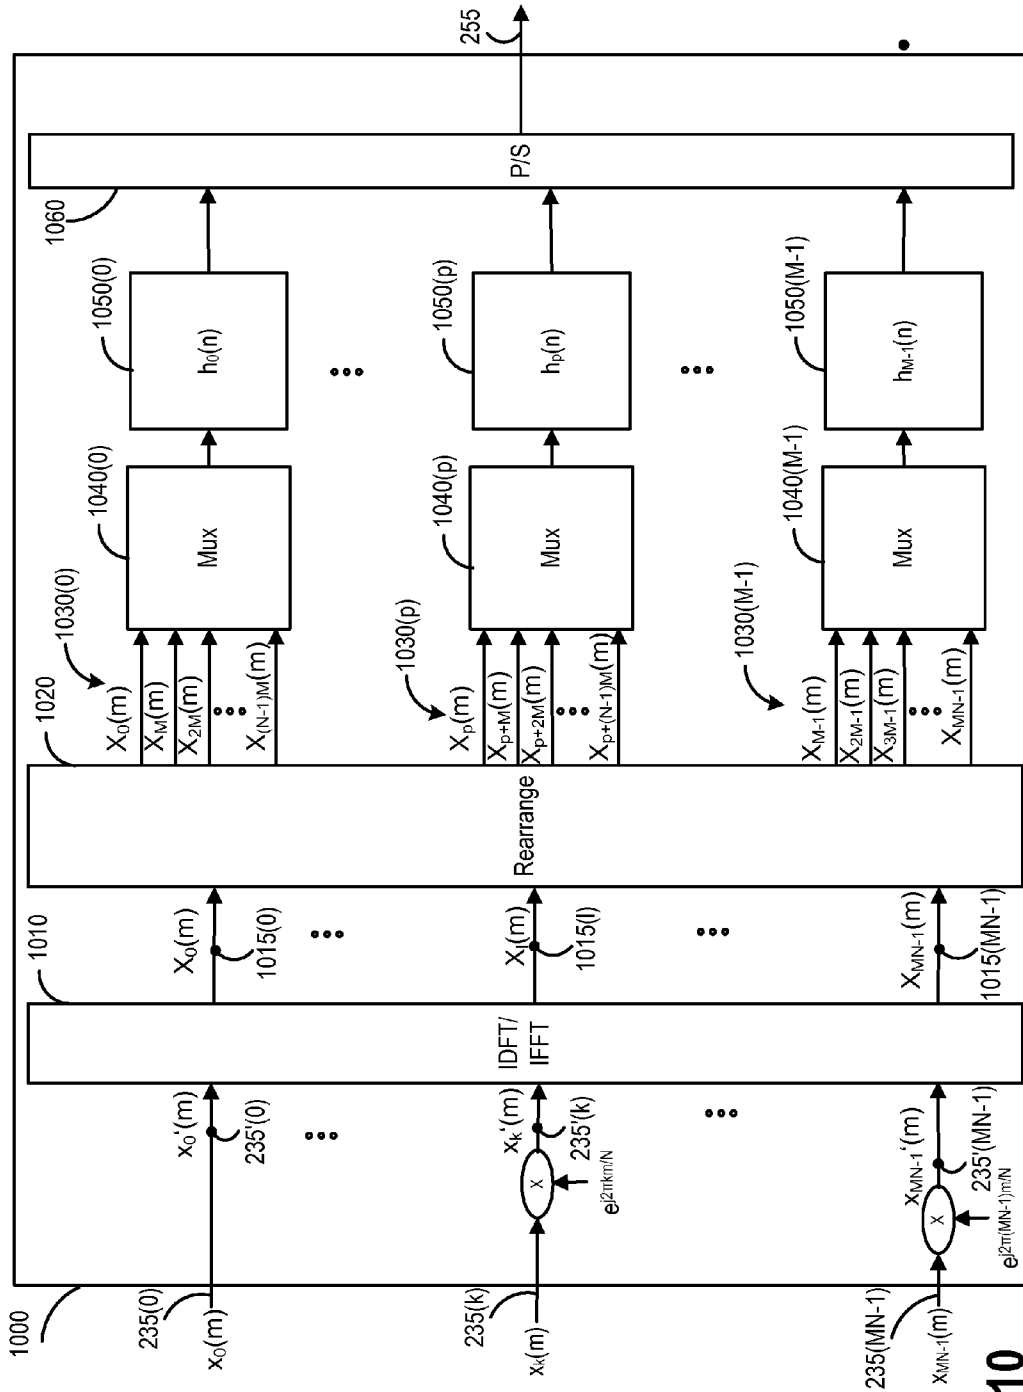 1000
235(0)
x0(m)
x0'(m)
235'(0)
235(k)
xk(m)
X
ej2πkm/N
xk'(m)
235'(k)
235(MN-1)
xMN-1(m)
X
ej2π(MN-1)m/N
xMN-1'(m)
235'(MN-1)
1010
IDFT/
IFFT
X0(m)
1015(0)
Xl(m)
1015(l)
XMN-1(m)
1015(MN-1)
1020
Rearrange
1030(0)
X0(m)
XM(m)
X2M(m)
X(N-1)M(m)
1030(p)
Xp(m)
Xp+M(m)
Xp+2M(m)
Xp+(N-1)M(m)
1030(M-1)
XM-1(m)
X2M-1(m)
X3M-1(m)
XMN-1(m)
1040(0)
Mux
1040(p)
Mux
1040(M-1)
Mux
1050(0)
h0(n)
1050(p)
hp(n)
1050(M-1)
hM-1(n)
1060
P/S
255
10